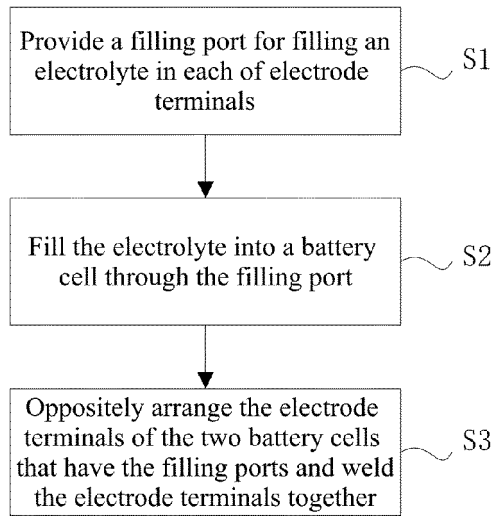 Provide a filling port for filling an
electrolyte in each of electrode
terminals
S1
Fill the electrolyte into a battery
cell through the filling port
S2
Oppositely arrange the electrode
terminals of the two battery cells
that have the filling ports and weld
the electrode terminals together
S3